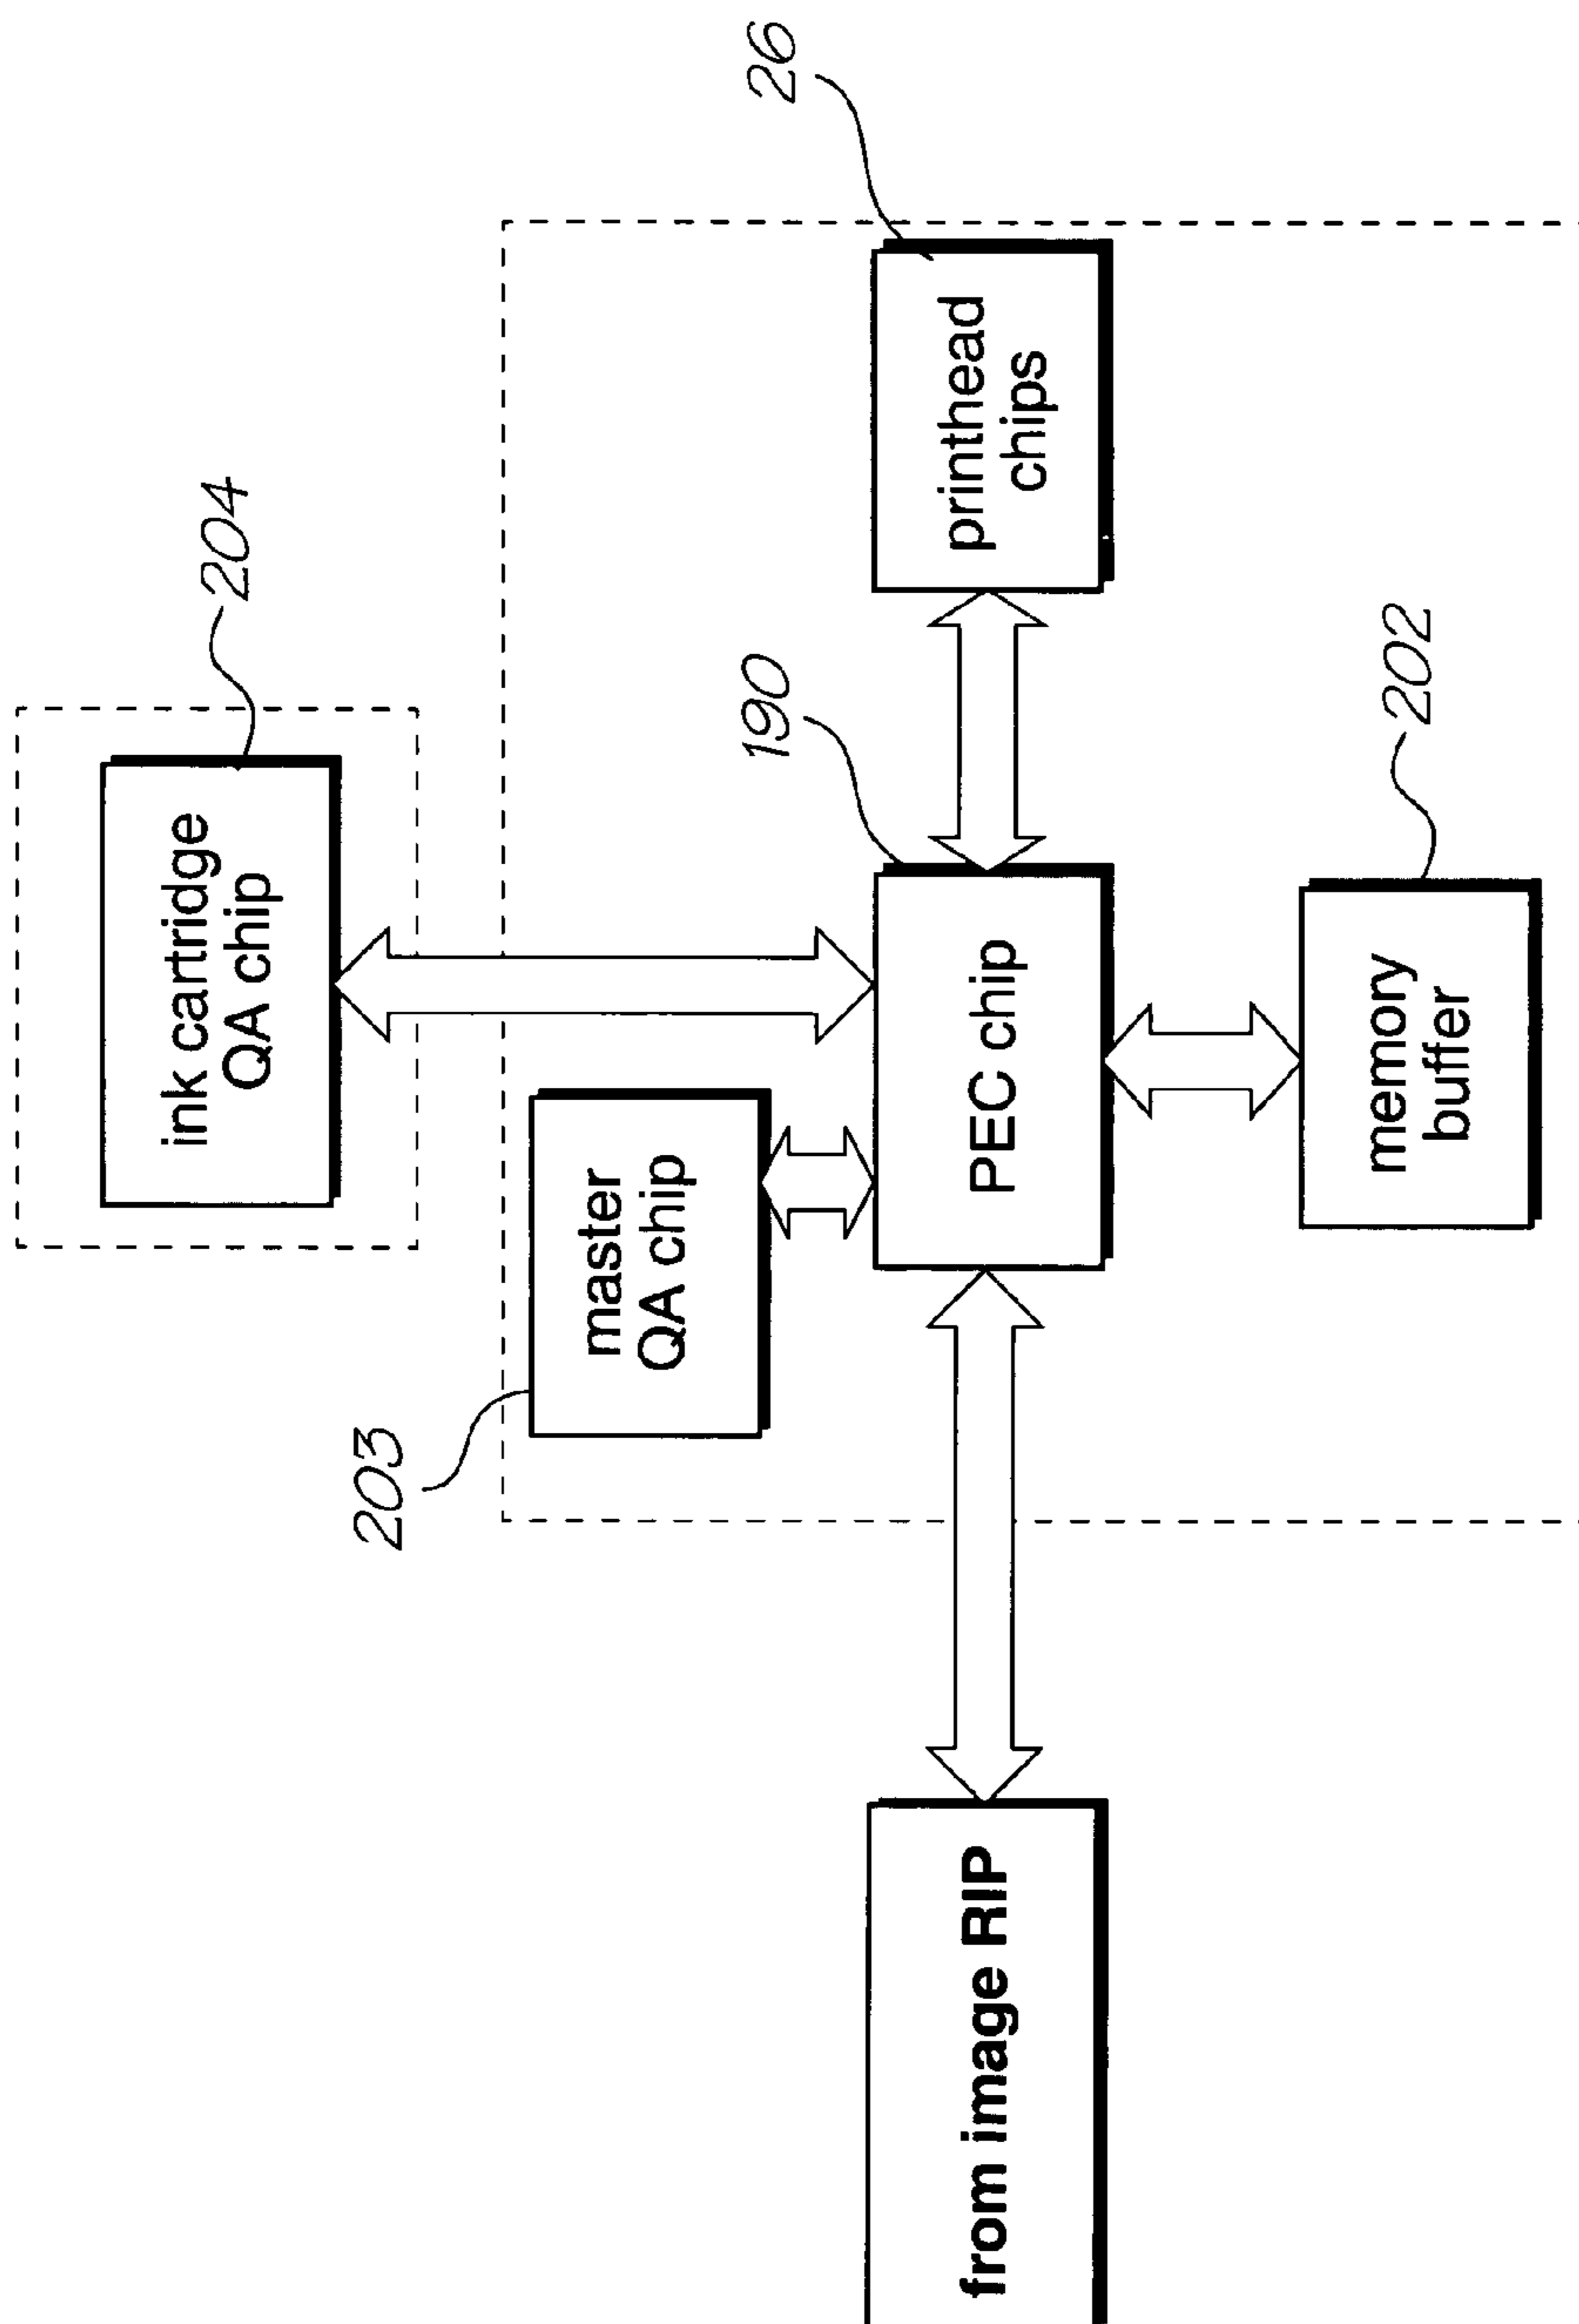 204
ink cartridge
QA chip
203
master
QA chip
190
26
from image RIP
PEC chip
printhead
chips
memory
buffer
202